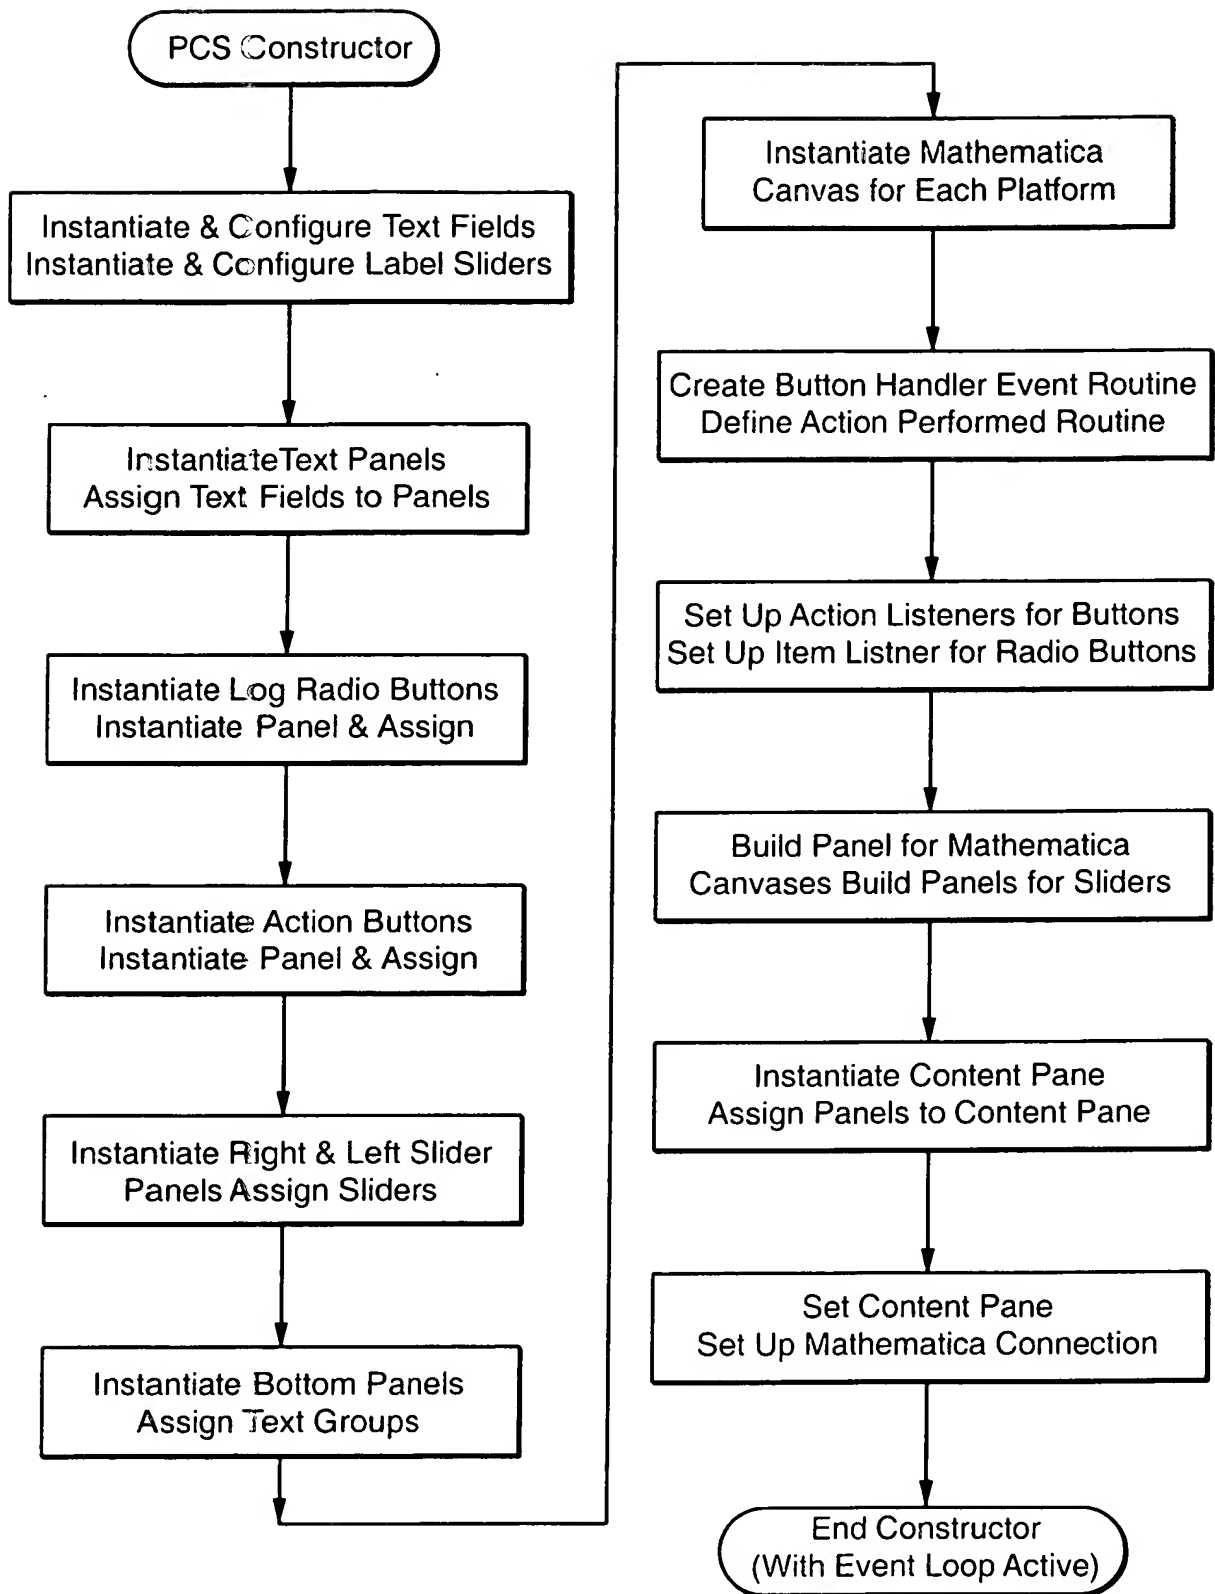 PCS Constructor
Instantiate & Configure Text Fields
Instantiate & Configure Label Sliders
Instantiate Text Panels
Assign Text Fields to Panels
Instantiate Log Radio Buttons
Instantiate Panel & Assign
Instantiate Action Buttons
Instantiate Panel & Assign
Instantiate Right & Left Slider
Panels Assign Sliders
Instantiate Bottom Panels
Assign Text Groups
Instantiate Mathematica
Canvas for Each Platform
Create Button Handler Event Routine
Define Action Performed Routine
Set Up Action Listeners for Buttons
Set Up Item Listner for Radio Buttons
Build Panel for Mathematica
Canvases Build Panels for Sliders
Instantiate Content Pane
Assign Panels to Content Pane
Set Content Pane
Set Up Mathematica Connection
End Constructor
(With Event Loop Active)